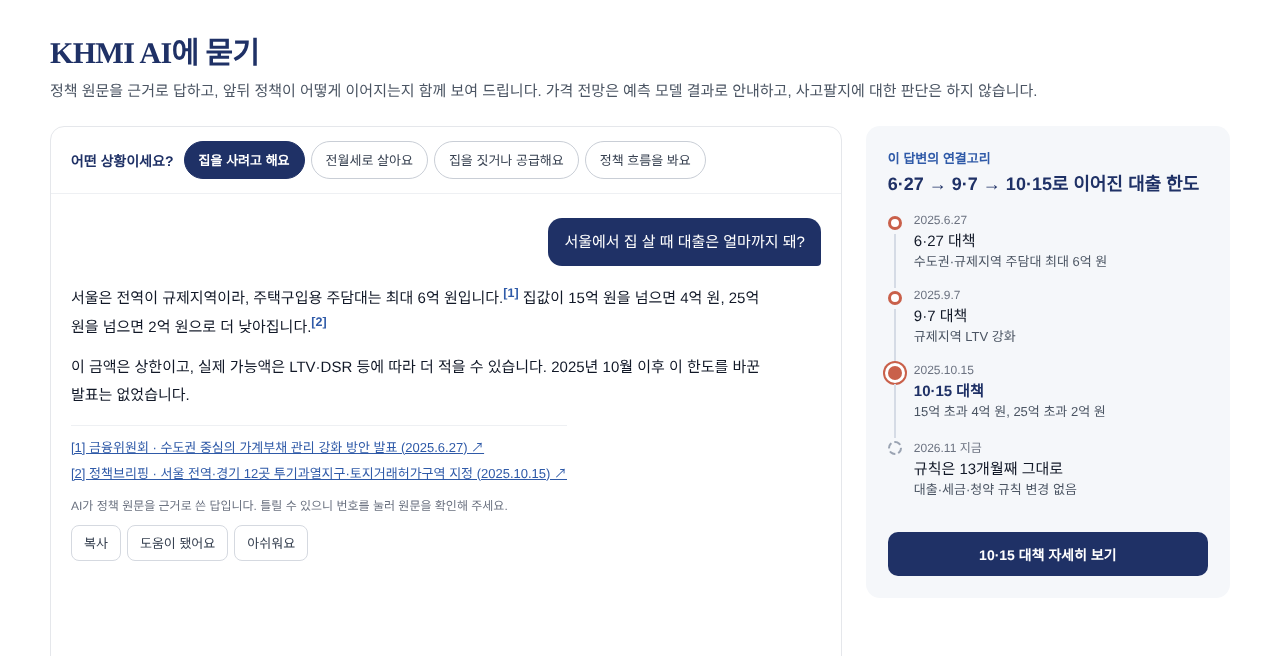 KHMI AI에 묻기
정책 원문을 근거로 답하고, 앞뒤 정책이 어떻게 이어지는지 함께 보여 드립니다. 가격 전망은 예측 모델 결과로 안내하고, 사고팔지에 대한 판단은 하지 않습니다.
어떤 상황이세요? 집을 사려고 해요 전월세로 살아요 집을 짓거나 공급해요 정책 흐름을 봐요
서울에서 집 살 때 대출은 얼마까지 돼?
서울은 전역이 규제지역이라, 주택구입용 주담대는 최대 6억 원입니다.[1] 집값이 15억 원을 넘으면 4억 원, 25억
원을 넘으면 2억 원으로 더 낮아집니다.[2]
이 금액은 상한이고, 실제 가능액은 LTV·DSR 등에 따라 더 적을 수 있습니다. 2025년 10월 이후 이 한도를 바꾼
발표는 없었습니다.
[1] 금융위원회 · 수도권 중심의 가계부채 관리 강화 방안 발표 (2025.6.27) ↗
[2] 정책브리핑 · 서울 전역·경기 12곳 투기과열지구·토지거래허가구역 지정 (2025.10.15) ↗
AI가 정책 원문을 근거로 쓴 답입니다. 틀릴 수 있으니 번호를 눌러 원문을 확인해 주세요.
복사 도움이 됐어요 아쉬워요
이 답변의 연결고리
6·27 → 9·7 → 10·15로 이어진 대출 한도
2025.6.27
6·27 대책
수도권·규제지역 주담대 최대 6억 원
2025.9.7
9·7 대책
규제지역 LTV 강화
2025.10.15
10·15 대책
15억 초과 4억 원, 25억 초과 2억 원
2026.11 지금
규칙은 13개월째 그대로
대출·세금·청약 규칙 변경 없음
10·15 대책 자세히 보기